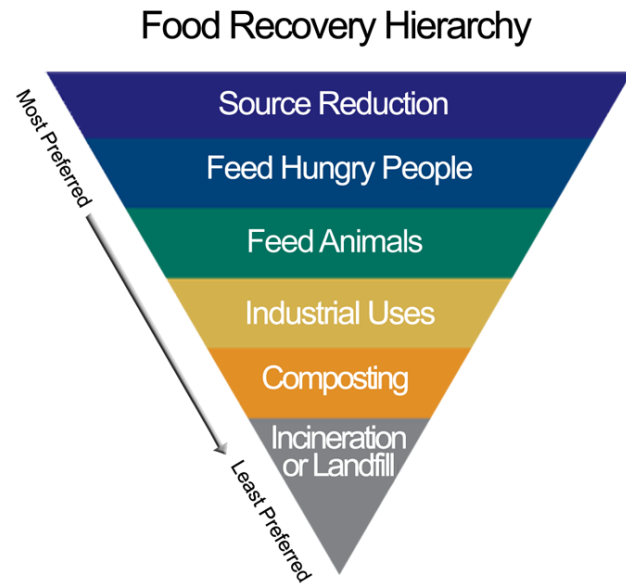 Food Recovery Hierarchy
Most Preferred
Source Reduction
Feed Hungry People
Feed Animals
Industrial Uses
Composting
Incineration
or Landfill
Least Preferred